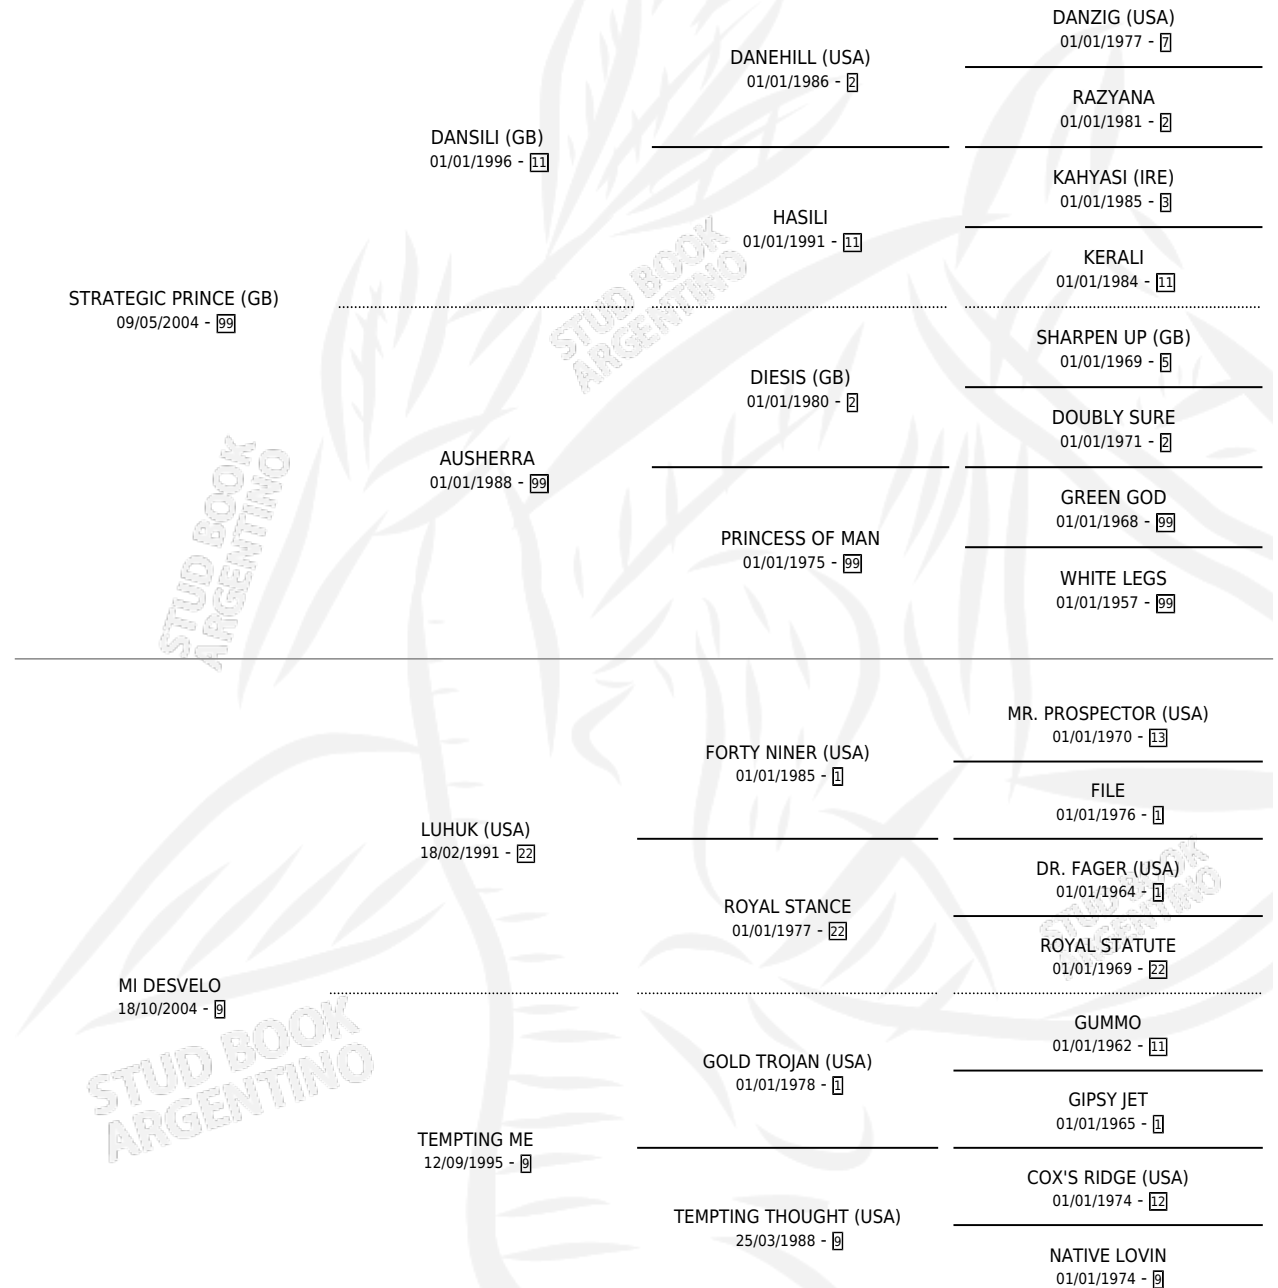 DANZIG (USA)
01/01/1977 - 7
DANEHILL (USA)
01/01/1986 - 2
RAZYANA
01/01/1981 - 2
DANSILI (GB)
01/01/1996 - 11
KAHYASI (IRE)
01/01/1985 - 3
HASILI
01/01/1991 - 11
KERALI
01/01/1984 - 11
STRATEGIC PRINCE (GB)
09/05/2004 - 99
SHARPEN UP (GB)
01/01/1969 - 5
DIESIS (GB)
01/01/1980 - 2
DOUBLY SURE
01/01/1971 - 2
AUSHERRA
01/01/1988 - 99
GREEN GOD
01/01/1968 - 99
PRINCESS OF MAN
01/01/1975 - 99
WHITE LEGS
01/01/1957 - 99
MR. PROSPECTOR (USA)
01/01/1970 - 13
FORTY NINER (USA)
01/01/1985 - 1
FILE
01/01/1976 - 1
LUHUK (USA)
18/02/1991 - 22
DR. FAGER (USA)
01/01/1964 - 1
ROYAL STANCE
01/01/1977 - 22
ROYAL STATUTE
01/01/1969 - 22
MI DESVELO
18/10/2004 - 9
GUMMO
01/01/1962 - 11
GOLD TROJAN (USA)
01/01/1978 - 1
GIPSY JET
01/01/1965 - 1
TEMPTING ME
12/09/1995 - 9
COX'S RIDGE (USA)
01/01/1974 - 12
TEMPTING THOUGHT (USA)
25/03/1988 - 9
NATIVE LOVIN
01/01/1974 - 9
STUD BOOK
ARGENTINO
STUD BOOK
ARGENTINO
STUD BOOK
ARGENTINO
STUD BOOK
ARGENTINO